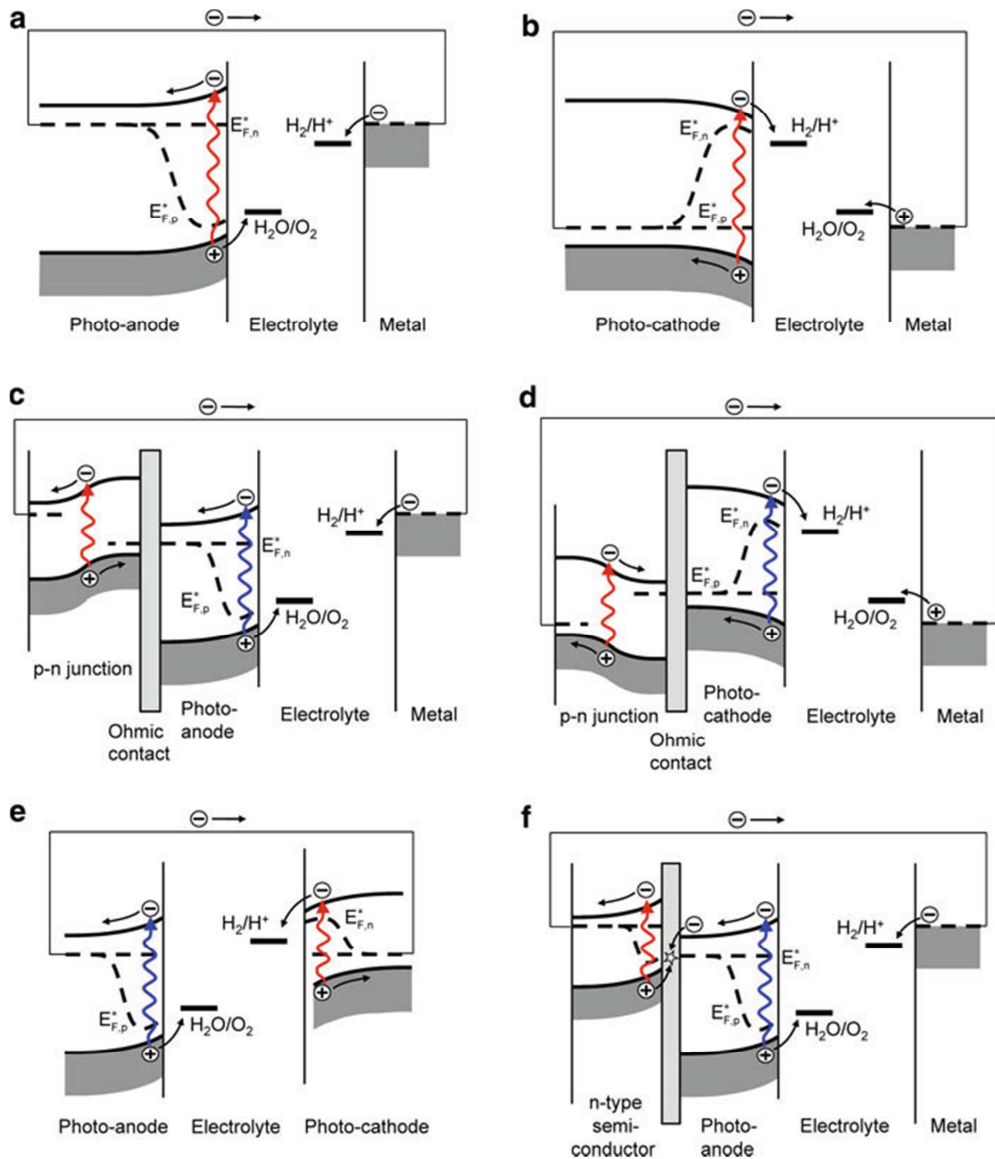 a
⊖ →
⊖
E*F,n
H₂/H⁺
⊖
E*F,p
H₂O/O₂
⊕
Photo-anode Electrolyte Metal
b
⊖
E*F,n
H₂/H⁺
E*F,p
⊕
H₂O/O₂
⊕
Photo-cathode Electrolyte Metal
c
⊖ →
⊖
⊖
H₂/H⁺
⊖
E*F,n
⊕
E*F,p
H₂O/O₂
⊕
p-n junction
Ohmic
contact
Photo-
anode
Electrolyte Metal
d
⊖ →
⊖
E*F,n
H₂/H⁺
⊖
E*F,p
H₂O/O₂
⊕
⊕
⊕
p-n junction
Ohmic
contact
Photo-
cathode
Electrolyte Metal
e
⊖ →
⊖
⊖
H₂/H⁺
E*F,n
⊕
E*F,p
H₂O/O₂
⊕
Photo-anode Electrolyte Photo-cathode
f
⊖ →
⊖
⊖
⊖
H₂/H⁺
⊖
E*F,n
⊕
E*F,p
H₂O/O₂
⊕
n-type
semi-
conductor
Photo-
anode
Electrolyte Metal